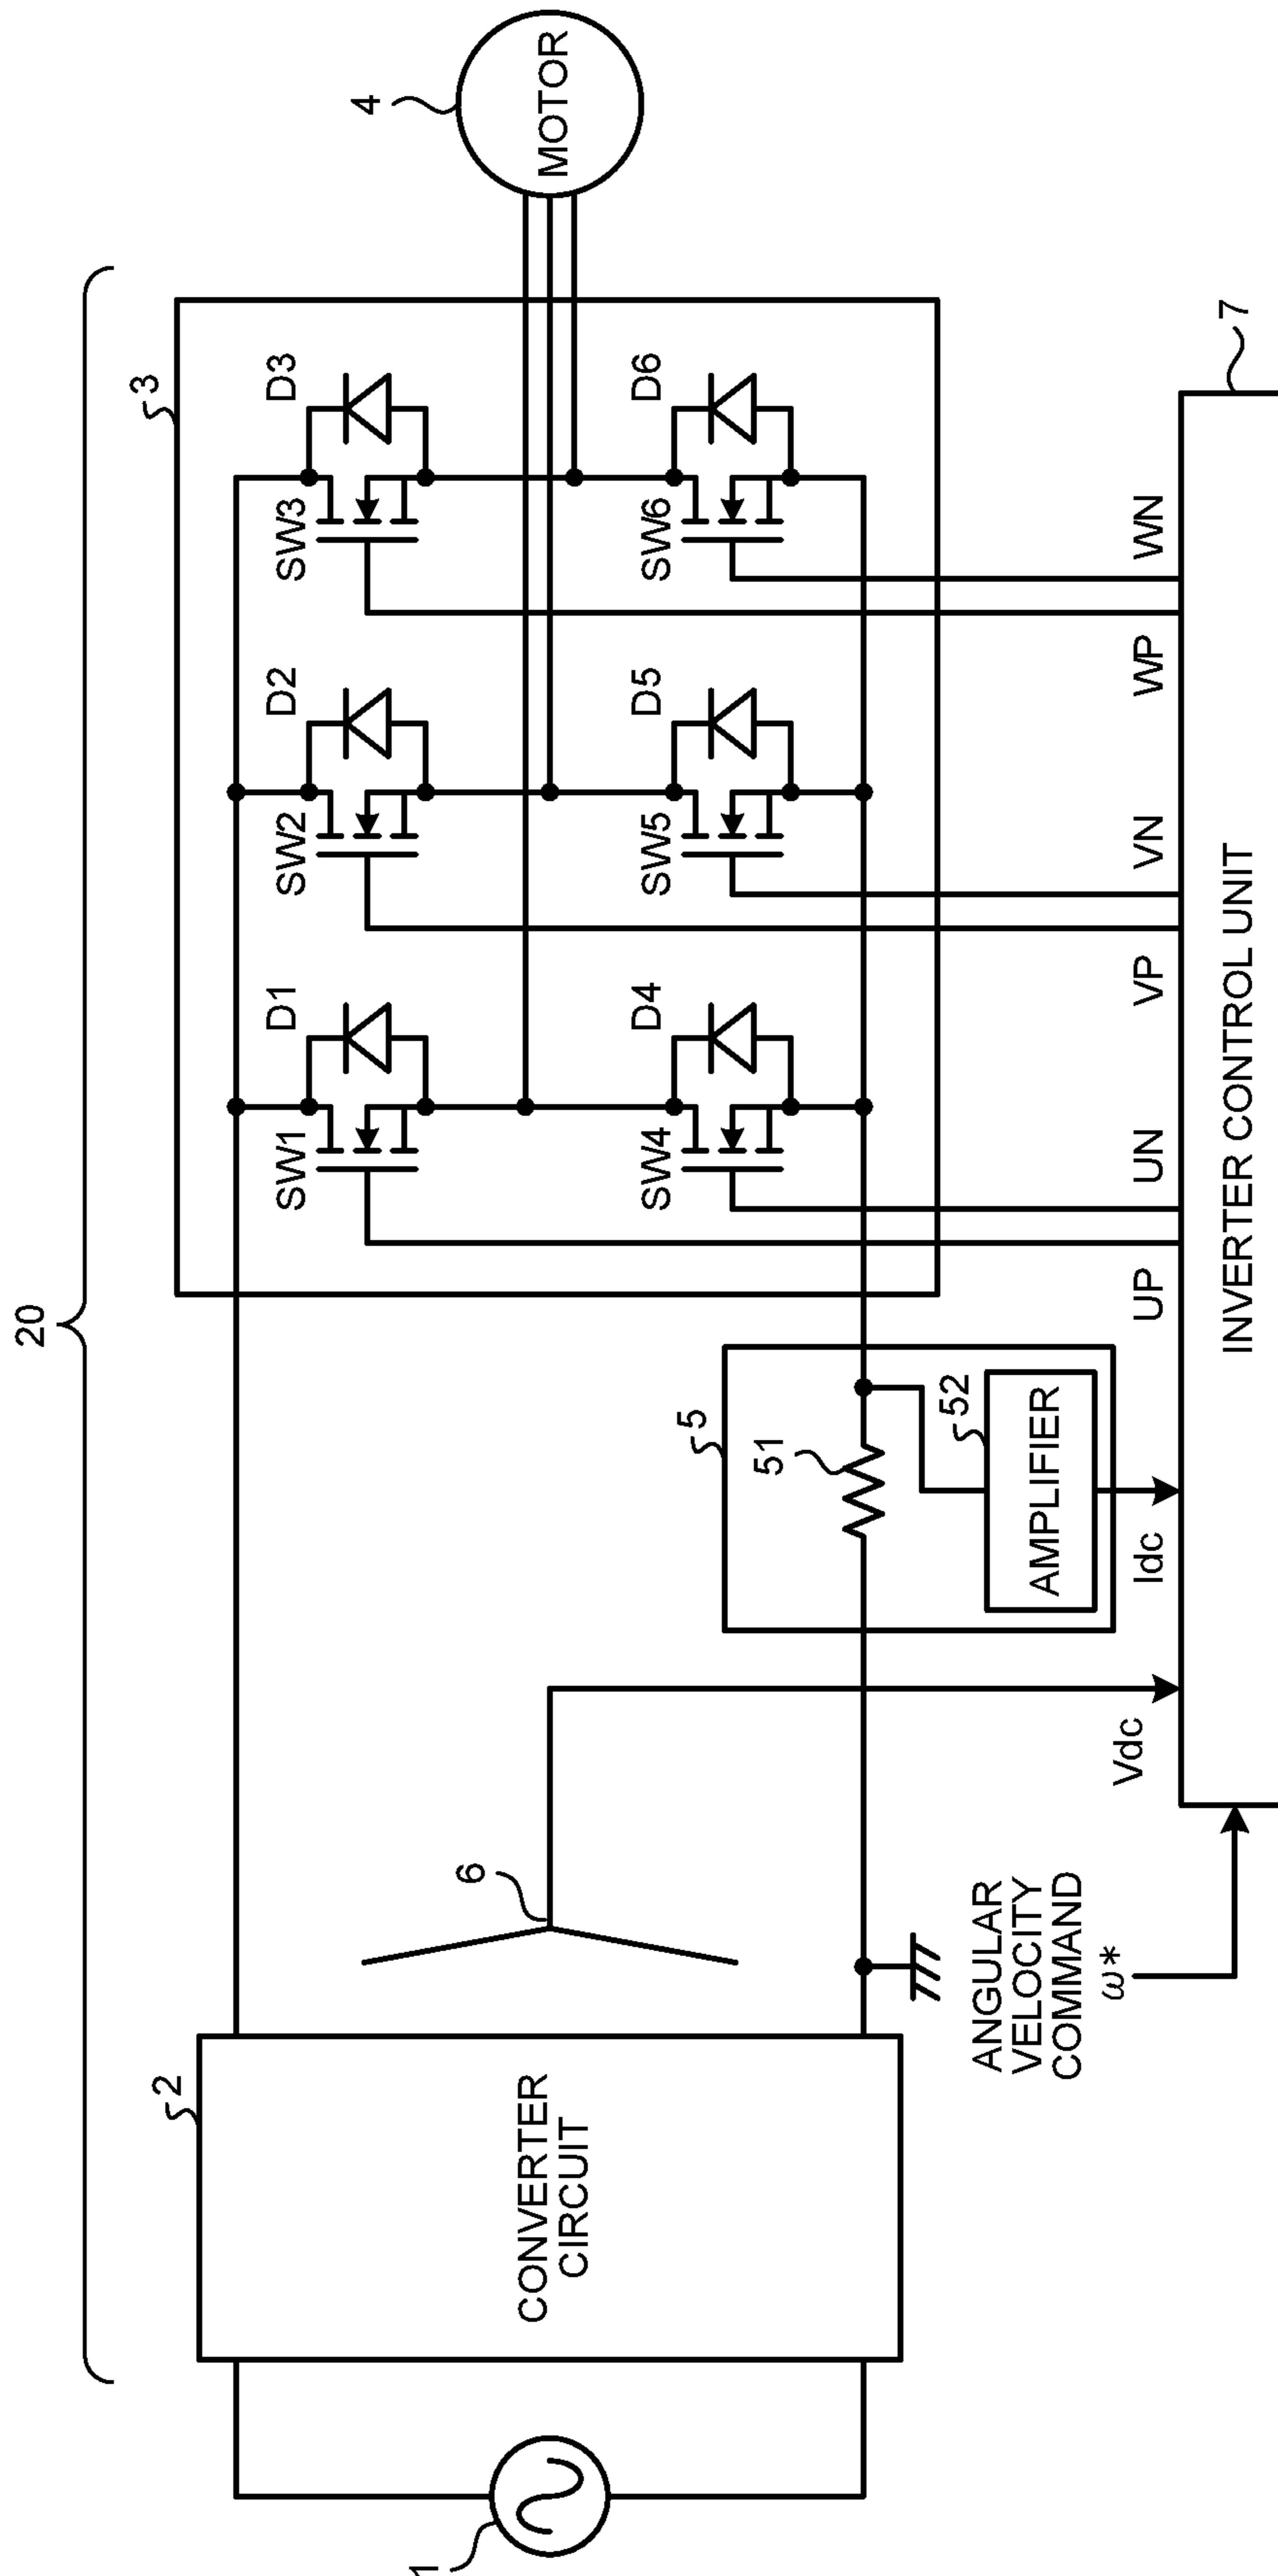 20
1
2
CONVERTER
CIRCUIT
6
3
SW1
D1
SW2
D2
SW3
D3
SW4
D4
SW5
D5
SW6
D6
4
MOTOR
5
51
52
AMPLIFIER
ANGULAR
VELOCITY
COMMAND
ω*
Vdc
Idc
UP
UN
VP
VN
WP
WN
7
INVERTER CONTROL UNIT